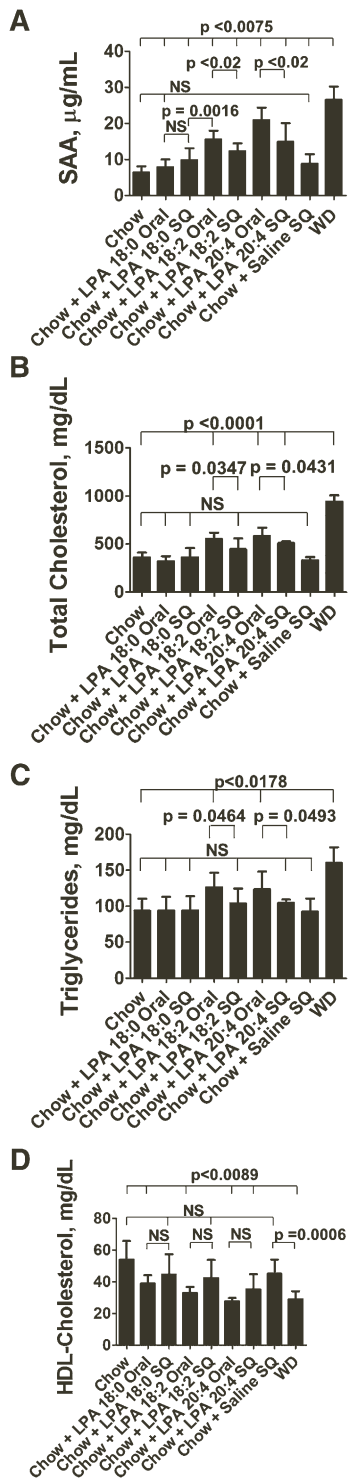 A
p <0.0075
p <0.02 p <0.02
NS
p = 0.0016
NS
SAA, µg/mL
40
30
20
10
0
Chow
Chow + LPA 18:0 Oral
Chow + LPA 18:0 SQ
Chow + LPA 18:2 Oral
Chow + LPA 18:2 SQ
Chow + LPA 20:4 Oral
Chow + LPA 20:4 SQ
Chow + Saline SQ
WD
B
p <0.0001
p = 0.0347 p = 0.0431
NS
Total Cholesterol, mg/dL
1500
1000
500
0
Chow
Chow + LPA 18:0 Oral
Chow + LPA 18:0 SQ
Chow + LPA 18:2 Oral
Chow + LPA 18:2 SQ
Chow + LPA 20:4 Oral
Chow + LPA 20:4 SQ
Chow + Saline SQ
WD
C
p<0.0178
p = 0.0464 p = 0.0493
NS
Triglycerides, mg/dL
200
150
100
50
0
Chow
Chow + LPA 18:0 Oral
Chow + LPA 18:0 SQ
Chow + LPA 18:2 Oral
Chow + LPA 18:2 SQ
Chow + LPA 20:4 Oral
Chow + LPA 20:4 SQ
Chow + Saline SQ
WD
D
p<0.0089
NS
NS NS NS p =0.0006
HDL-Cholesterol, mg/dL
80
60
40
20
0
Chow
Chow + LPA 18:0 Oral
Chow + LPA 18:0 SQ
Chow + LPA 18:2 Oral
Chow + LPA 18:2 SQ
Chow + LPA 20:4 Oral
Chow + LPA 20:4 SQ
Chow + Saline SQ
WD